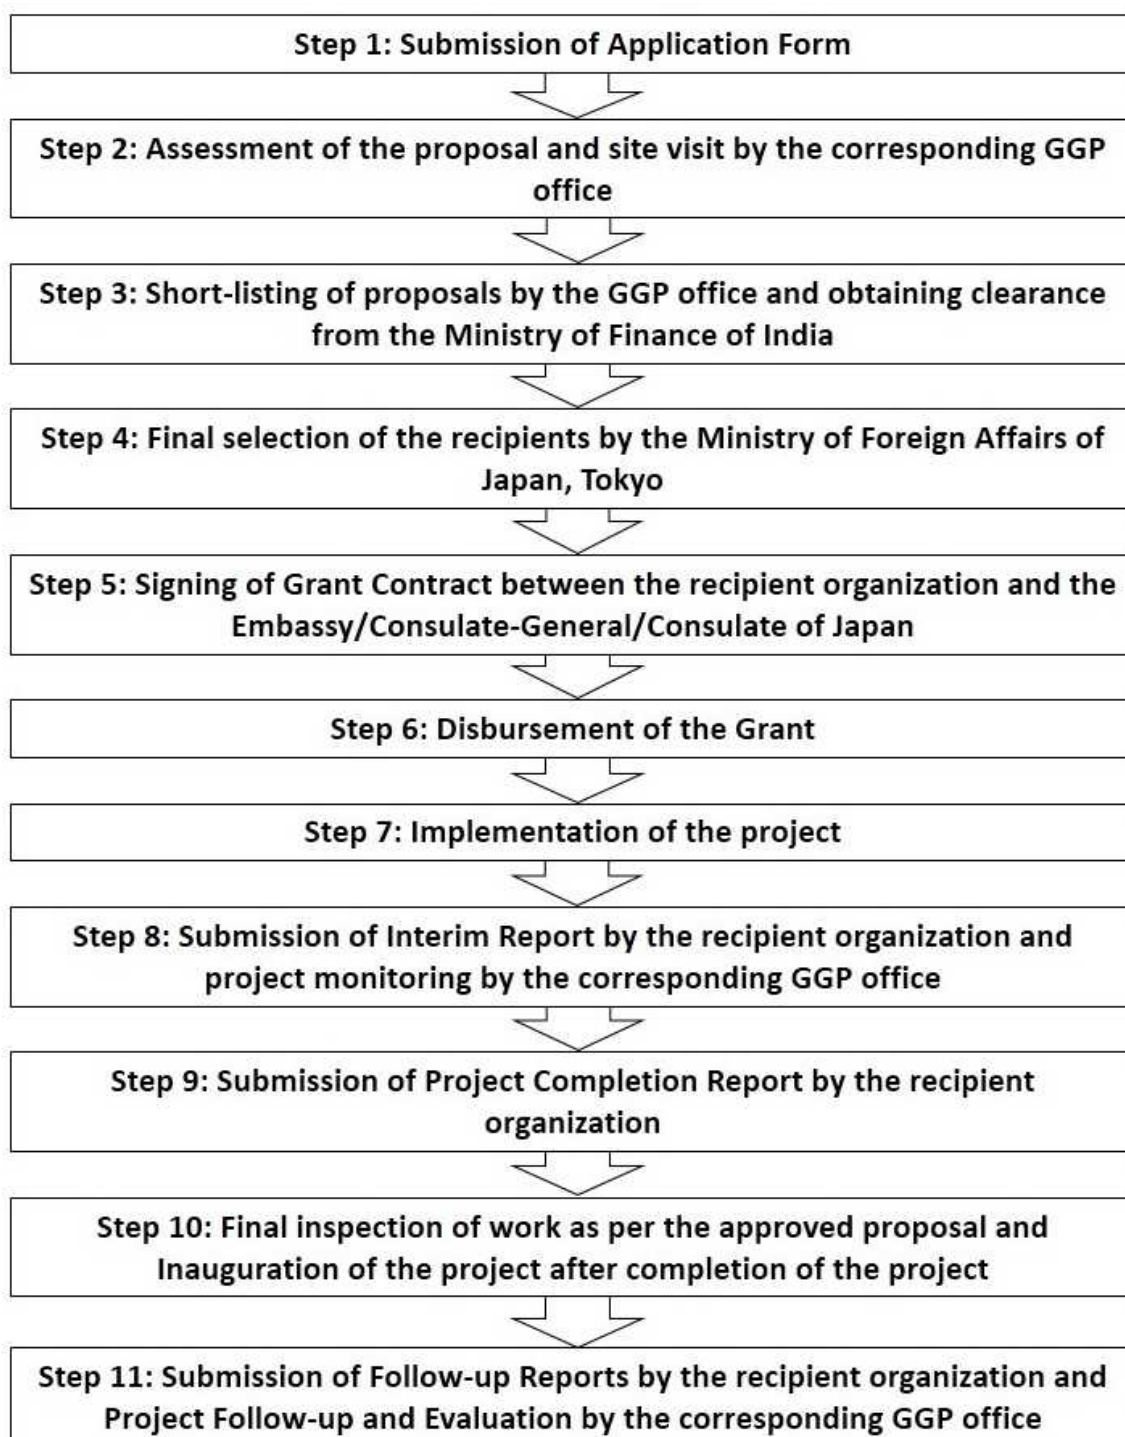 Step 1: Submission of Application Form
Step 2: Assessment of the proposal and site visit by the corresponding GGP
office
Step 3: Short-listing of proposals by the GGP office and obtaining clearance
from the Ministry of Finance of India
Step 4: Final selection of the recipients by the Ministry of Foreign Affairs of
Japan, Tokyo
Step 5: Signing of Grant Contract between the recipient organization and the
Embassy/Consulate-General/Consulate of Japan
Step 6: Disbursement of the Grant
Step 7: Implementation of the project
Step 8: Submission of Interim Report by the recipient organization and
project monitoring by the corresponding GGP office
Step 9: Submission of Project Completion Report by the recipient
organization
Step 10: Final inspection of work as per the approved proposal and
Inauguration of the project after completion of the project
Step 11: Submission of Follow-up Reports by the recipient organization and
Project Follow-up and Evaluation by the corresponding GGP office